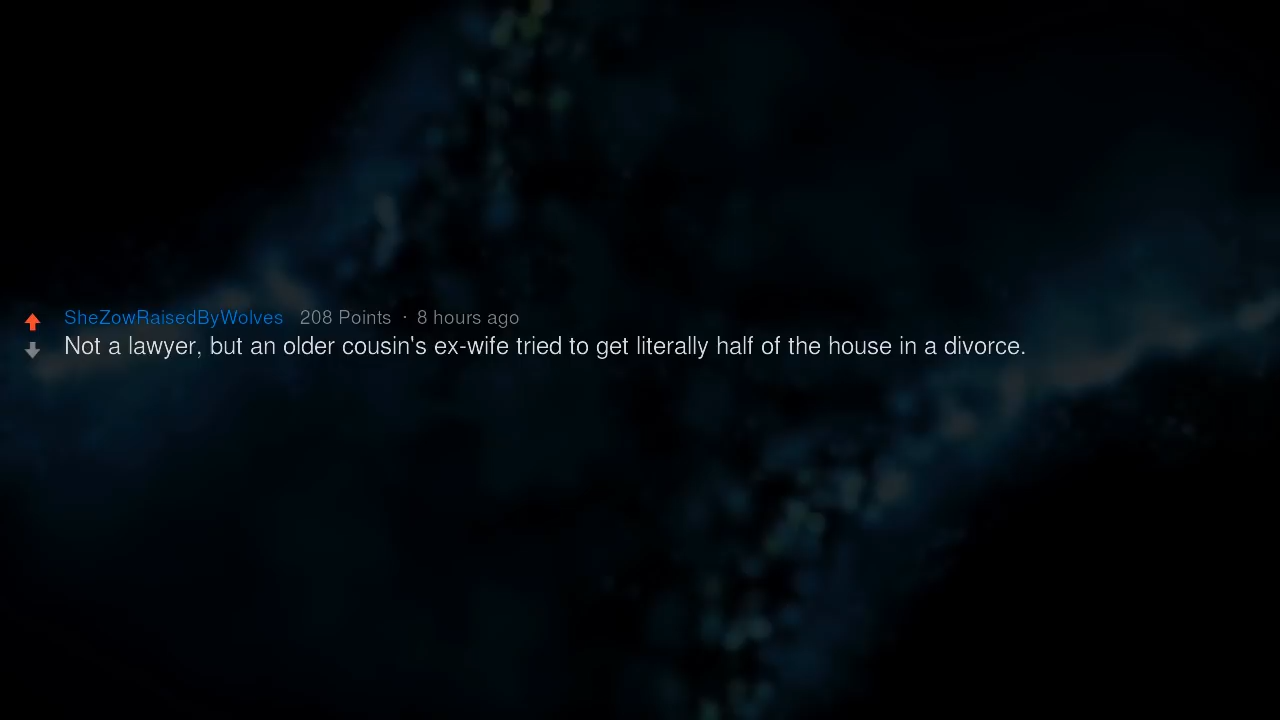 SheZowRaisedByWolves 208 Points · 8 hours ago
Not a lawyer, but an older cousin's ex-wife tried to get literally half of the house in a divorce.